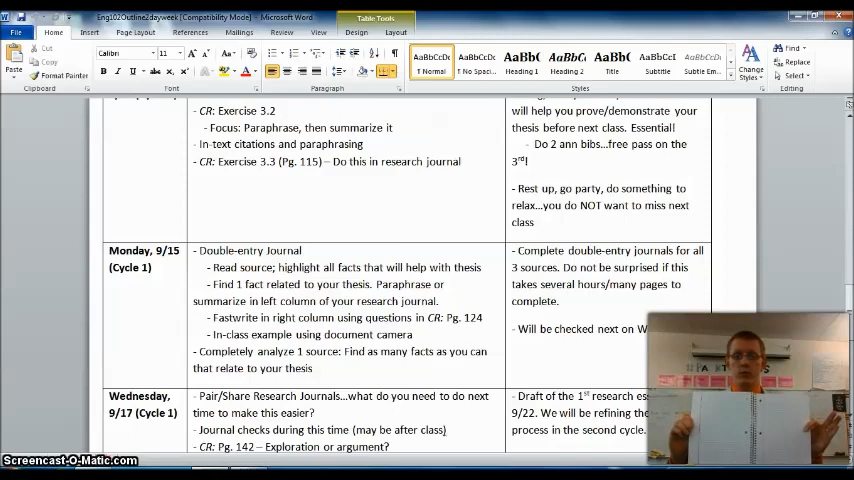 Eng102Outline2dayweek [Compatibility Mode] - Microsoft Word
Table Tools
File Home Insert Page Layout References Mailings Review View Design Layout
Cut
Copy
Format Painter
Paste
Calibri 11
Clipboard Font Paragraph Styles Editing
AaBbCcDc AaBbCcDc AaBbC AaBbCc AaBb( AaBbCcI AaBbCcDc
¶ Normal ¶ No Spaci... Heading 1 Heading 2 Title Subtitle Subtle Em...
Change Styles
Find
Replace
Select
- CR: Exercise 3.2
- Focus: Paraphrase, then summarize it
- In-text citations and paraphrasing
- CR: Exercise 3.3 (Pg. 115) – Do this in research journal
will help you prove/demonstrate your
thesis before next class. Essential!
- Do 2 ann bibs...free pass on the
3rd!
- Rest up, go party, do something to
relax...you do NOT want to miss next
class
Monday, 9/15
(Cycle 1)
- Double-entry Journal
- Read source; highlight all facts that will help with thesis
- Find 1 fact related to your thesis. Paraphrase or
summarize in left column of your research journal.
- Fastwrite in right column using questions in CR: Pg. 124
- In-class example using document camera
- Completely analyze 1 source: Find as many facts as you can
that relate to your thesis
- Complete double-entry journals for all
3 sources. Do not be surprised if this
takes several hours/many pages to
complete.
- Will be checked next on W
Wednesday,
9/17 (Cycle 1)
- Pair/Share Research Journals...what do you need to do next
time to make this easier?
- Journal checks during this time (may be after class)
- CR: Pg. 142 – Exploration or argument?
- Draft of the 1st research es
9/22. We will be refining the
process in the second cycle.
Screencast-O-Matic.com